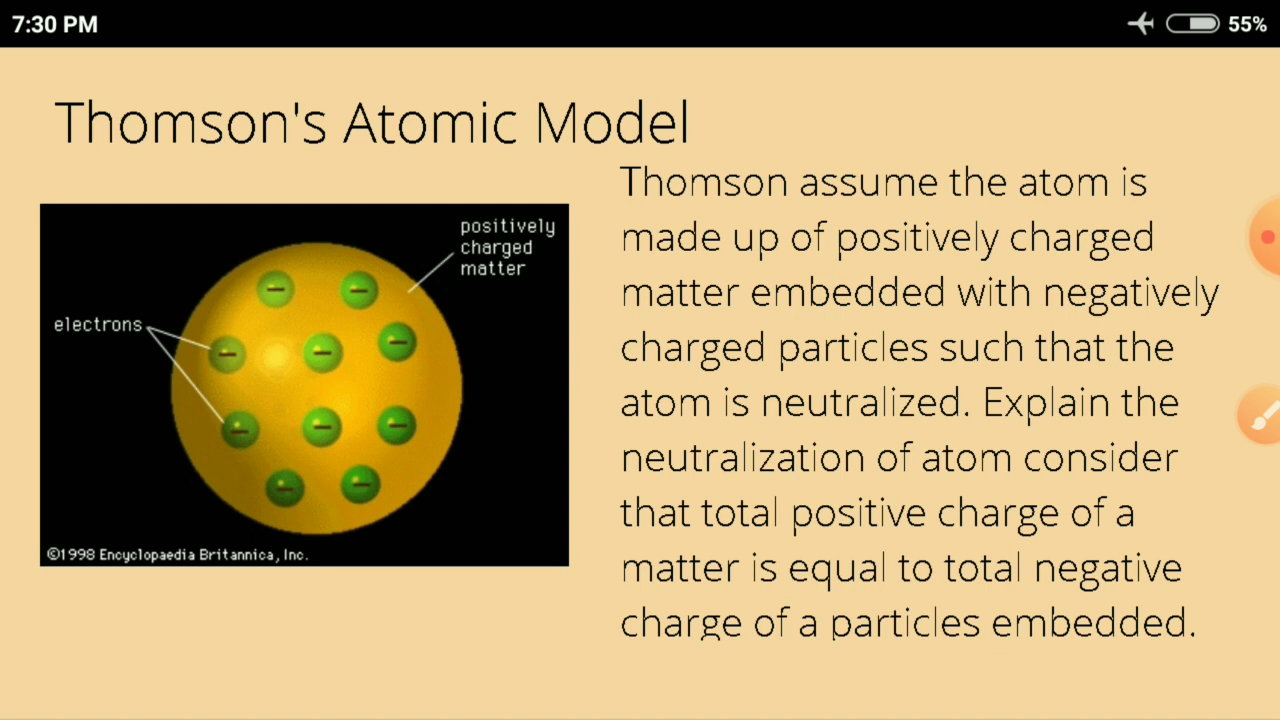 7:30 PM
55%
Thomson's Atomic Model
positively
charged
matter
electrons
©1998 Encyclopaedia Britannica, Inc.
Thomson assume the atom is
made up of positively charged
matter embedded with negatively
charged particles such that the
atom is neutralized. Explain the
neutralization of atom consider
that total positive charge of a
matter is equal to total negative
charge of a particles embedded.